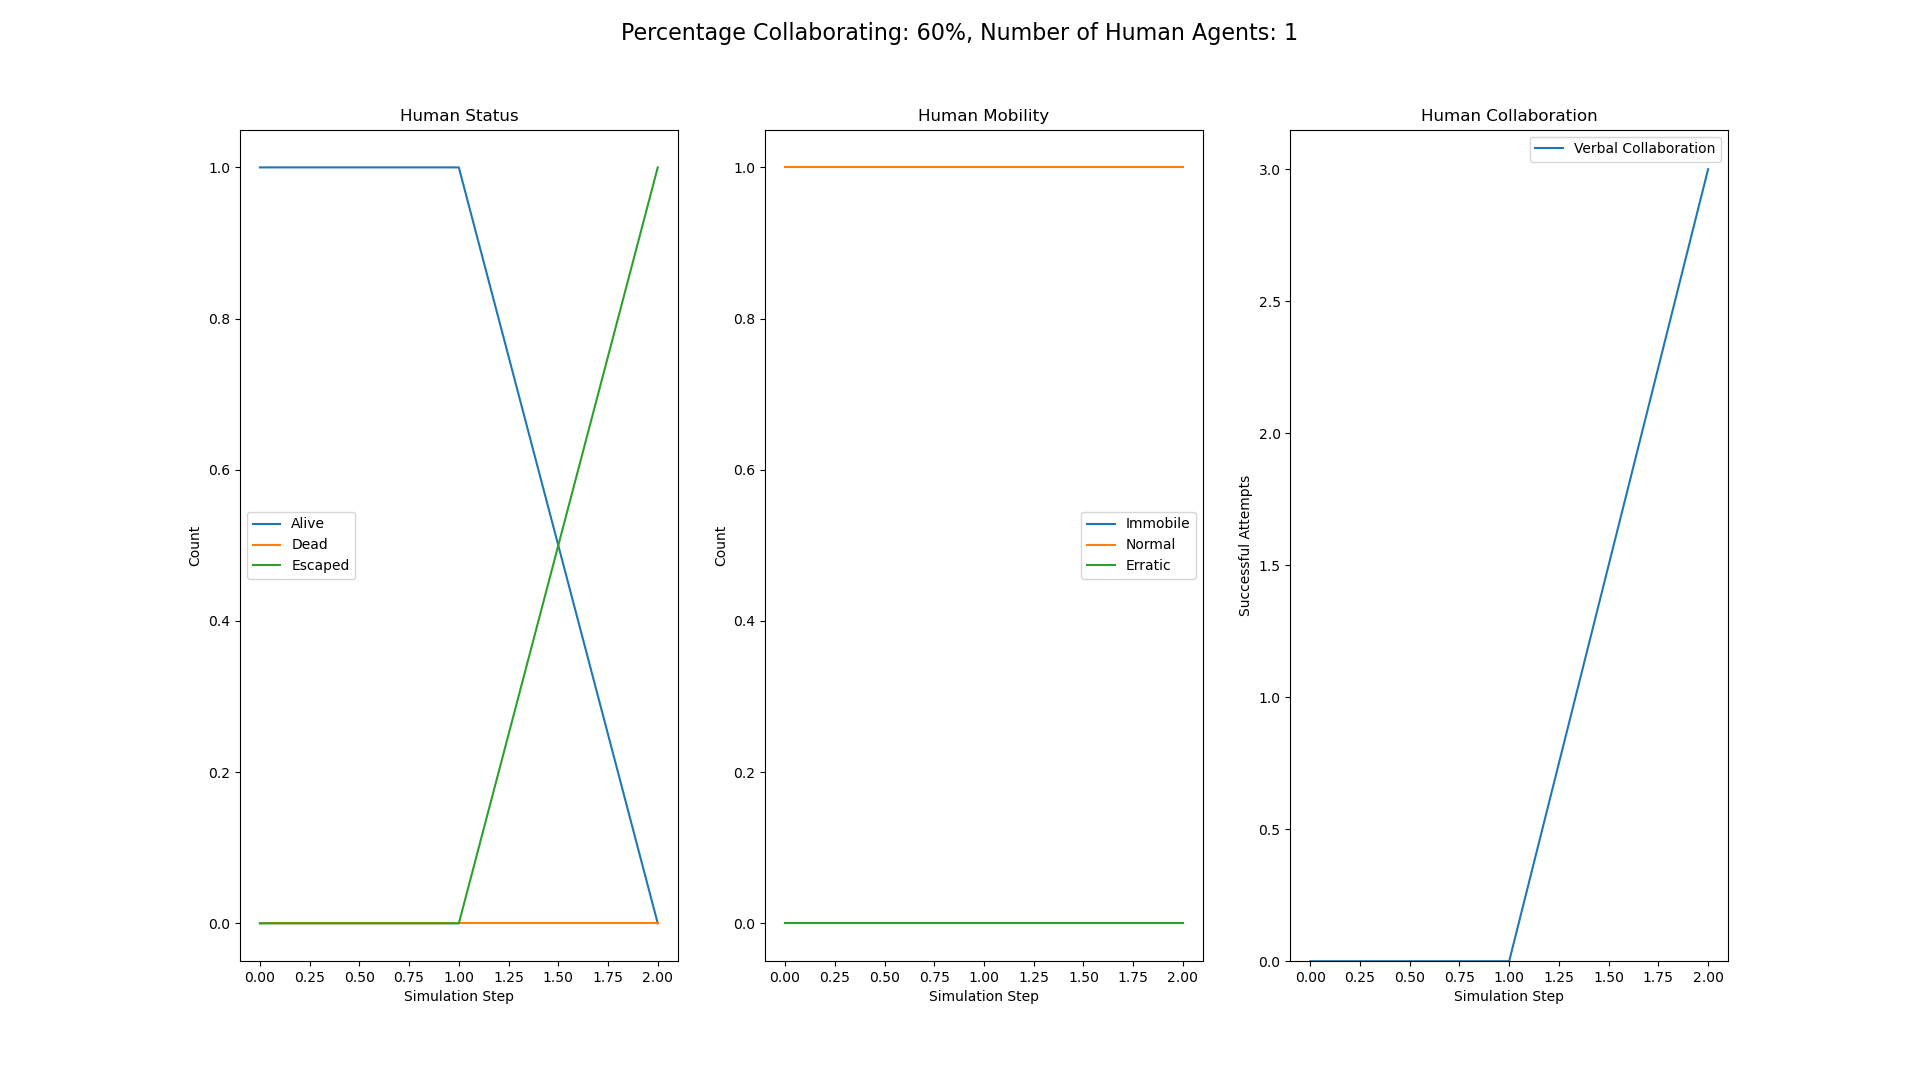 Percentage Collaborating: 60%, Number of Human Agents: 1
Human Status
1.0
0.8
0.6
0.4
0.2
0.0
Count
Alive
Dead
Escaped
0.00 0.25 0.50 0.75 1.00 1.25 1.50 1.75 2.00
Simulation Step
Human Mobility
1.0
0.8
0.6
0.4
0.2
0.0
Count
Immobile
Normal
Erratic
0.00 0.25 0.50 0.75 1.00 1.25 1.50 1.75 2.00
Simulation Step
Human Collaboration
Verbal Collaboration
3.0
2.5
2.0
1.5
1.0
0.5
0.0
Successful Attempts
0.00 0.25 0.50 0.75 1.00 1.25 1.50 1.75 2.00
Simulation Step